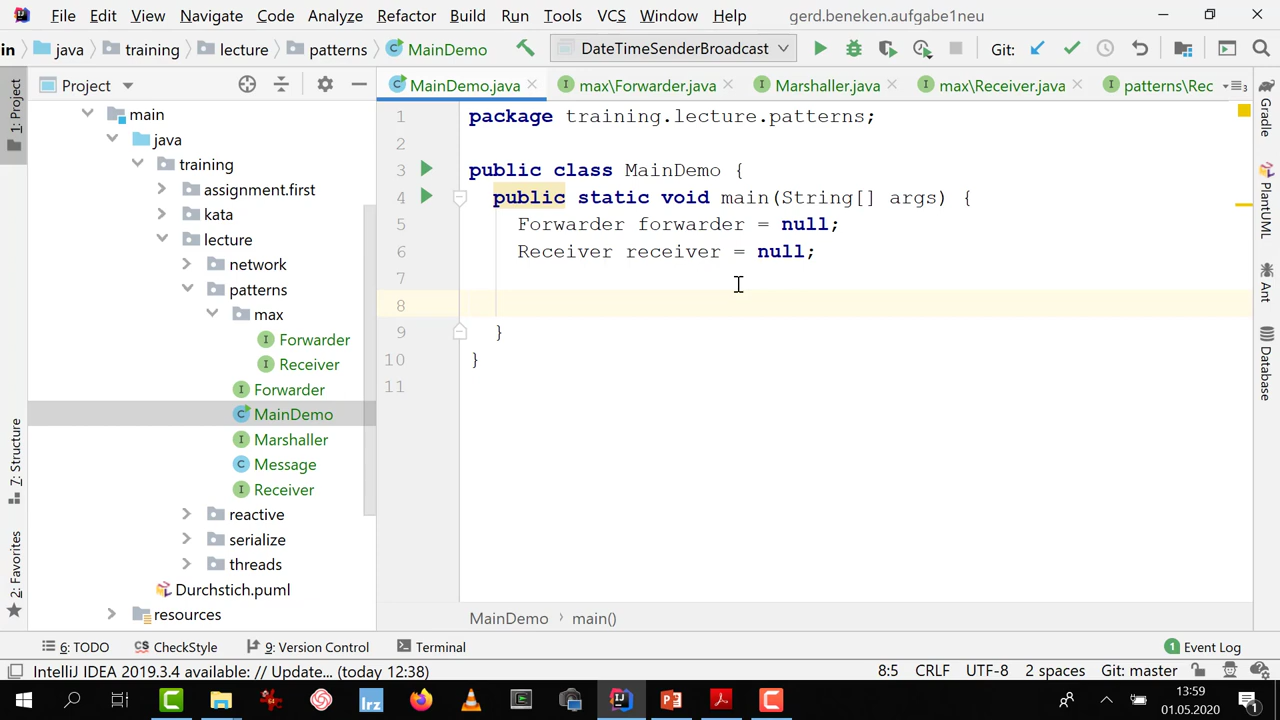 File Edit View Navigate Code Analyze Refactor Build Run Tools VCS Window Help gerd.beneken.aufgabe1neu
in java training lecture patterns MainDemo DateTimeSenderBroadcast Git:
Project MainDemo.java max\Forwarder.java Marshaller.java max\Receiver.java patterns\Rec
1: Project
7: Structure
2: Favorites
main
java
training
assignment.first
kata
lecture
network
patterns
max
Forwarder
Receiver
Forwarder
MainDemo
Marshaller
Message
Receiver
reactive
serialize
threads
Durchstich.puml
resources
1 package training.lecture.patterns;
2
3 public class MainDemo {
4 public static void main(String[] args) {
5 Forwarder forwarder = null;
6 Receiver receiver = null;
7
8
9 }
10 }
11
MainDemo main()
Gradle
PlantUML
Ant
Database
6: TODO CheckStyle 9: Version Control Terminal 1 Event Log
IntelliJ IDEA 2019.3.4 available: // Update... (today 12:38) 8:5 CRLF UTF-8 2 spaces Git: master
lrz 13:59
01.05.2020 1